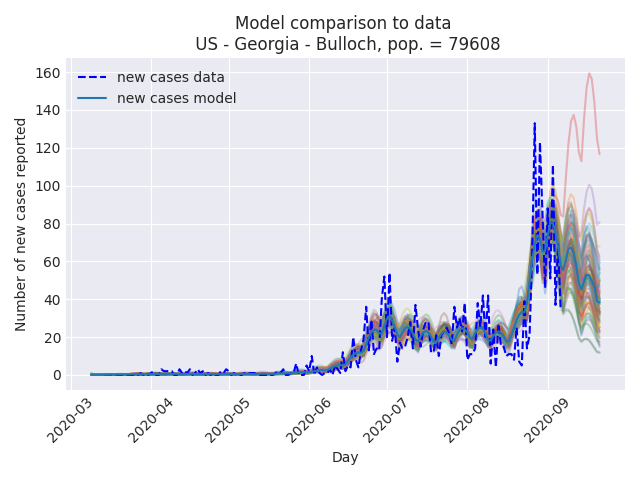 Model comparison to data
US - Georgia - Bulloch, pop. = 79608
new cases data
new cases model
Number of new cases reported
160
140
120
100
80
60
40
20
0
2020-03
2020-04
2020-05
2020-06
2020-07
2020-08
2020-09
Day